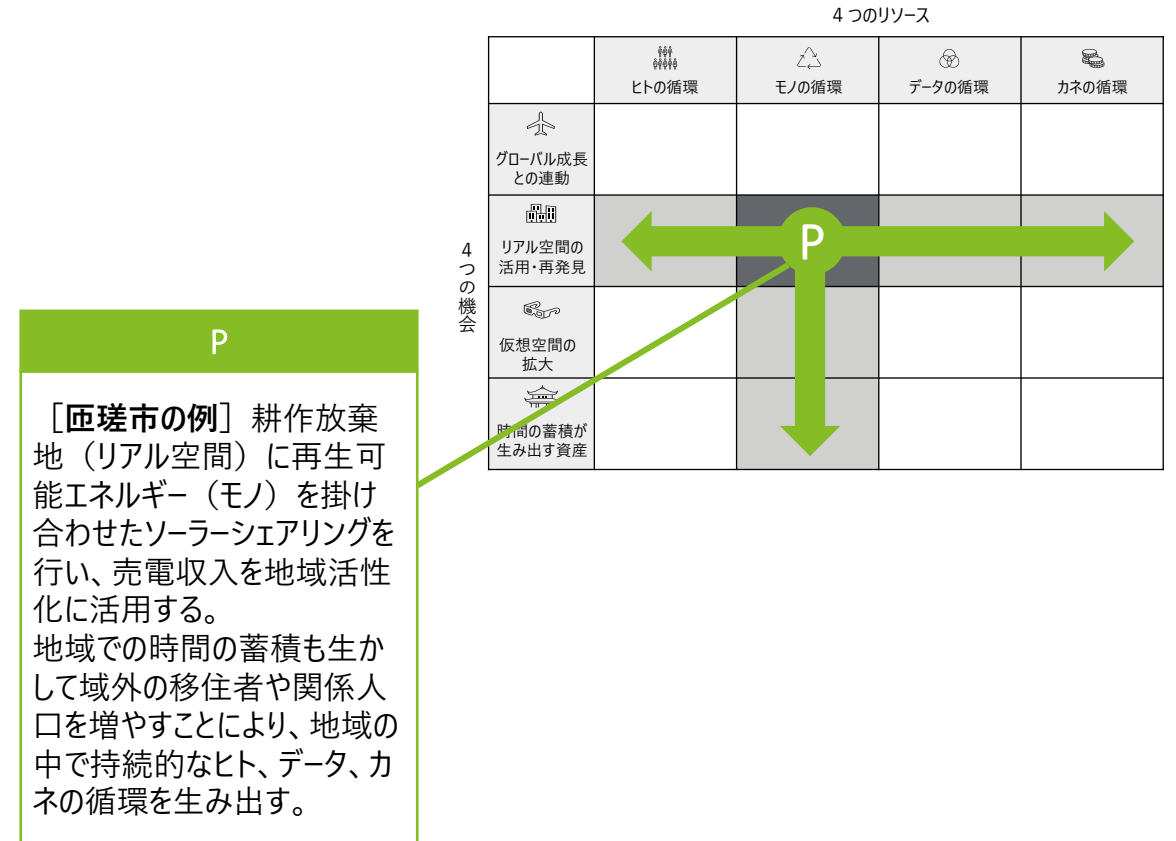 4 つのリソース
ヒトの循環
モノの循環
データの循環
カネの循環
4つの機会
グローバル成長
との連動
リアル空間の
活用・再発見
P
仮想空間の
拡大
時間の蓄積が
生み出す資産
P
［匝瑳市の例］耕作放棄
地（リアル空間）に再生可
能エネルギー（モノ）を掛け
合わせたソーラーシェアリングを
行い、売電収入を地域活性
化に活用する。
地域での時間の蓄積も生か
して域外の移住者や関係人
口を増やすことにより、地域の
中で持続的なヒト、データ、カ
ネの循環を生み出す。